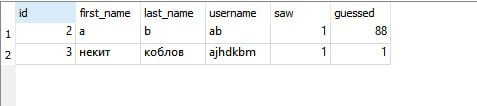 id first_name last_name username saw guessed
1 2 a b ab 1 88
2 3 некит коблов ajhdkbm 1 1